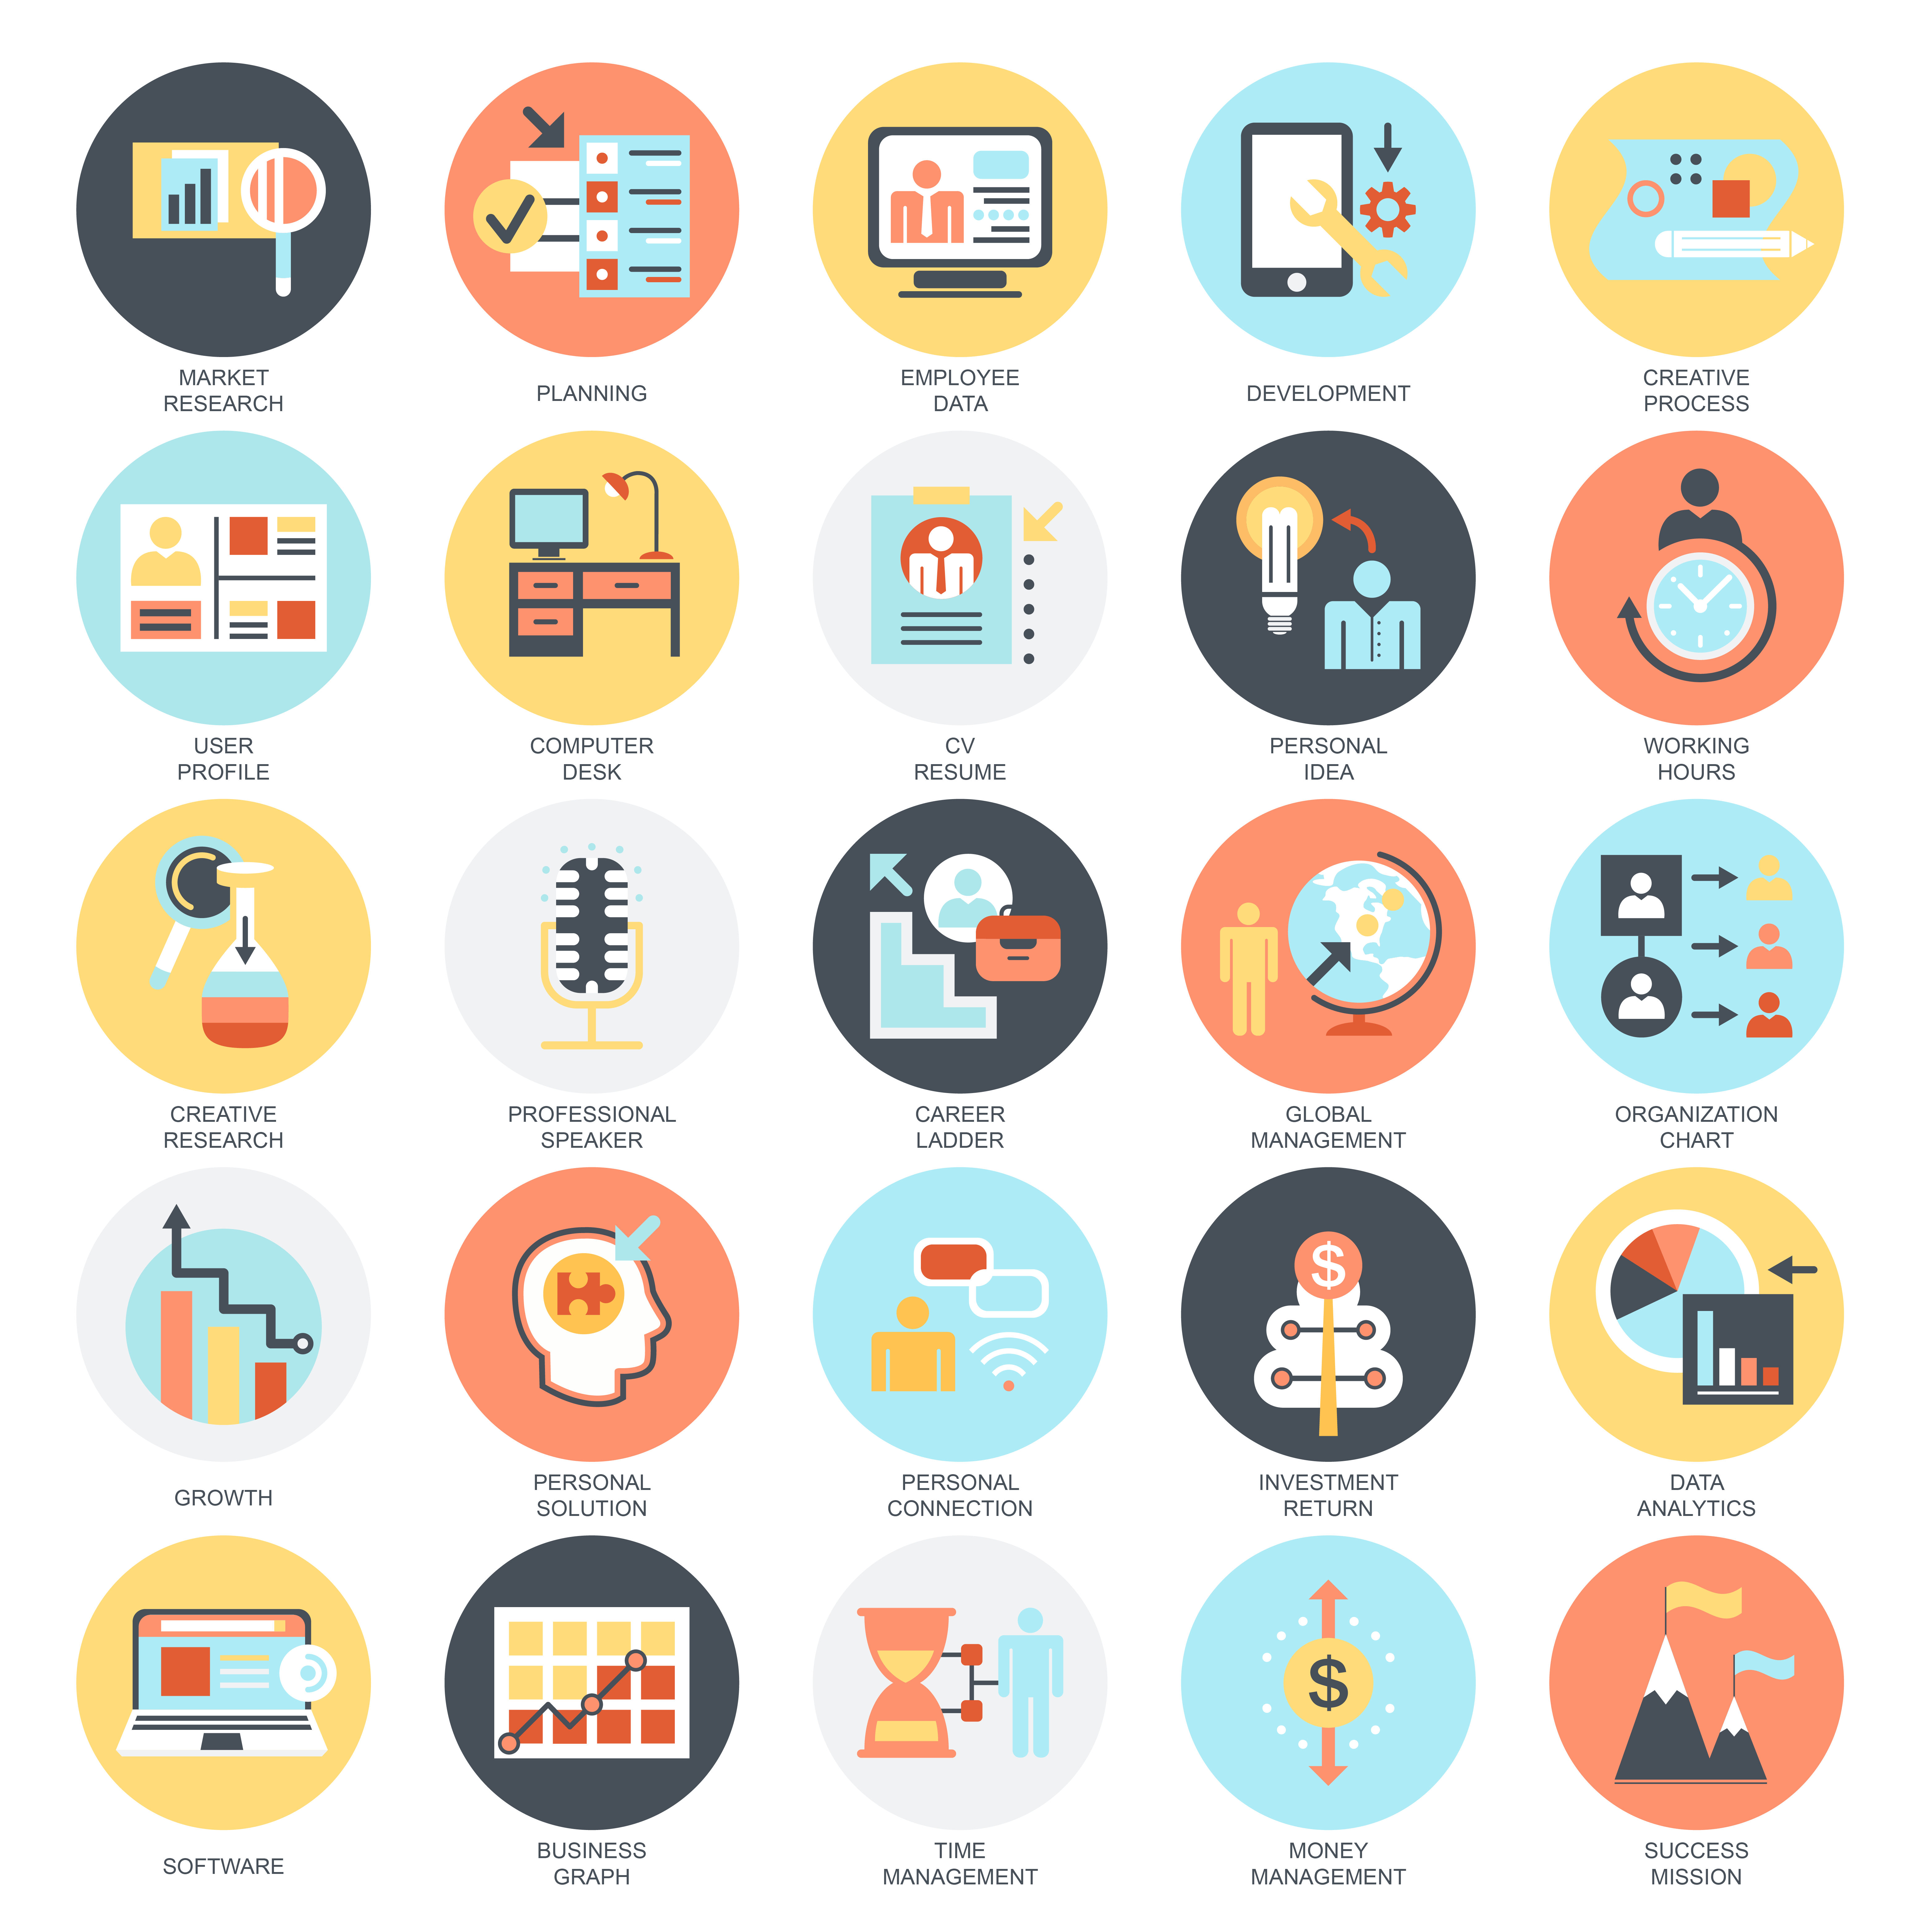 MARKET
RESEARCH
PLANNING
EMPLOYEE
DATA
DEVELOPMENT
CREATIVE
PROCESS
USER
PROFILE
COMPUTER
DESK
CV
RESUME
PERSONAL
IDEA
WORKING
HOURS
CREATIVE
RESEARCH
PROFESSIONAL
SPEAKER
CAREER
LADDER
GLOBAL
MANAGEMENT
ORGANIZATION
CHART
$
GROWTH
PERSONAL
SOLUTION
PERSONAL
CONNECTION
INVESTMENT
RETURN
DATA
ANALYTICS
$
SOFTWARE
BUSINESS
GRAPH
TIME
MANAGEMENT
MONEY
MANAGEMENT
SUCCESS
MISSION